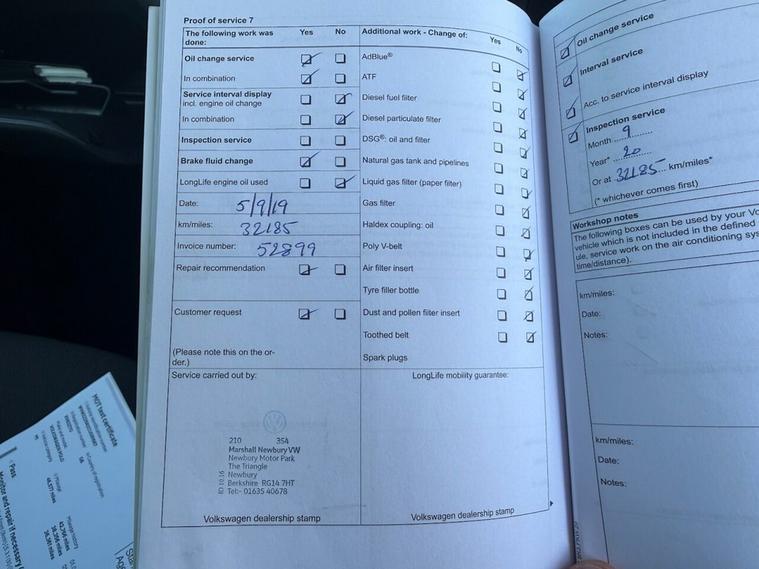 Proof of service 7
The following work was done: Yes No
Oil change service
In combination
Service interval display
incl. engine oil change
In combination
Inspection service
Brake fluid change
LongLife engine oil used
Date: 5/9/19
km/miles: 32185
Invoice number: 52899
Repair recommendation
Customer request
(Please note this on the or-
der.)
Service carried out by:
210 354
Marshall Newbury VW
Newbury Motor Park
The Triangle
Newbury
Berkshire RG14 7HT
Tel:- 01635 40678
Volkswagen dealership stamp
Additional work - Change of: Yes No
AdBlue®
ATF
Diesel fuel filter
Diesel particulate filter
DSG®: oil and filter
Natural gas tank and pipelines
Liquid gas filter (paper filter)
Gas filter
Haldex coupling: oil
Poly V-belt
Air filter insert
Tyre filler bottle
Dust and pollen filter insert
Toothed belt
Spark plugs
LongLife mobility guarantee:
Volkswagen dealership stamp
Oil change service
Interval service
Acc. to service interval display
Inspection service
Month 9
Year* 20
Or at 32185 km/miles*
(* whichever comes first)
Workshop notes
The following boxes can be used by your Vo
vehicle which is not included in the defined
ule, service work on the air conditioning sys
time/distance).
km/miles:
Date:
Notes:
km/miles:
Date:
Notes:
MOT test certificate
Pass
Monitor and repair if necessary